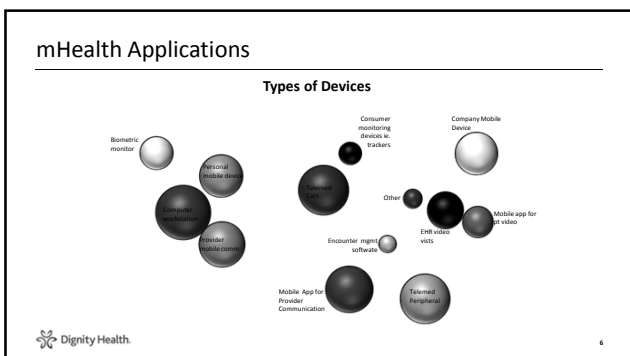 mHealth Applications
Types of Devices
Biometric
monitor
Personal
mobile device
Computer
workstation
Provider
mobile comm.
Consumer
monitoring
devices ie.
trackers
Telemed
Cart
Company Mobile
Device
Other
EHR video
vists
Mobile app for
pt video
Encounter mgmt
softwate
Mobile App for
Provider
Communication
Telemed
Peripheral
Dignity Health.
6